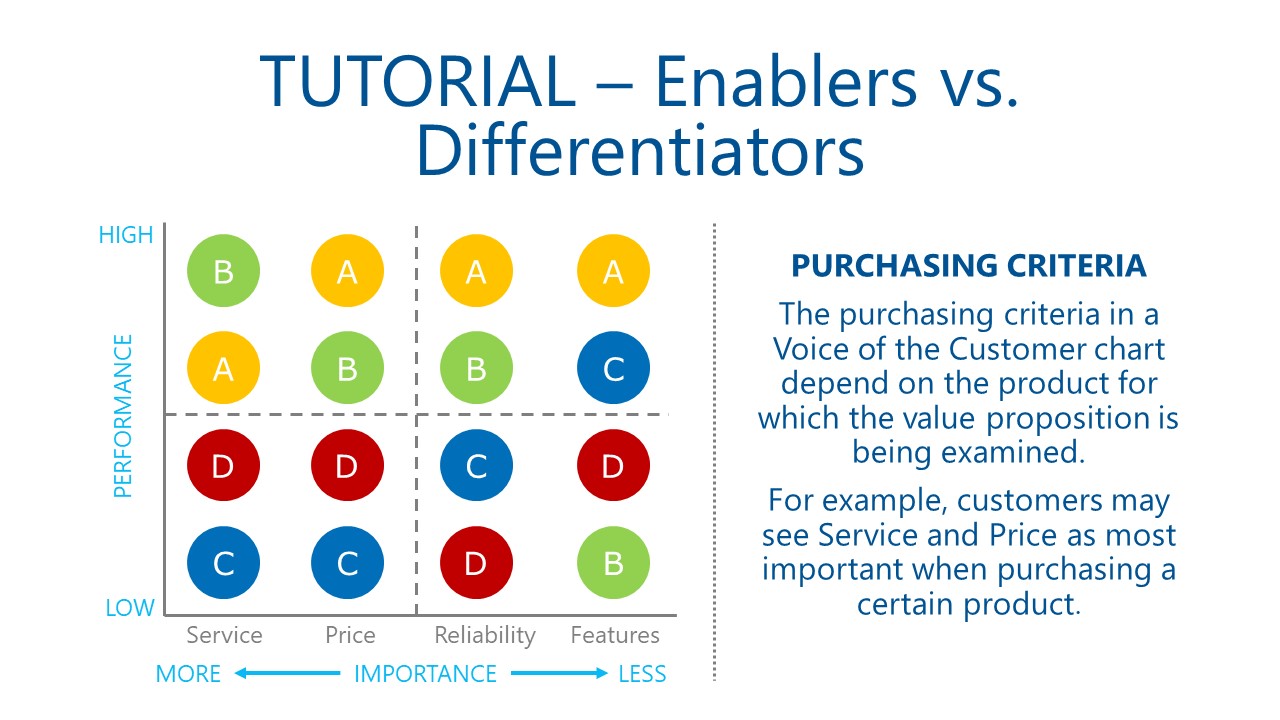 TUTORIAL – Enablers vs.
Differentiators
HIGH
B A A A
A B B C
PERFORMANCE
D D C D
C C D B
LOW
Service Price Reliability Features
MORE IMPORTANCE LESS
PURCHASING CRITERIA
The purchasing criteria in a
Voice of the Customer chart
depend on the product for
which the value proposition is
being examined.
For example, customers may
see Service and Price as most
important when purchasing a
certain product.